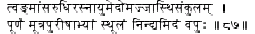 त्वङ्मांसरुधिरस्नायुमेदोमज्जास्थिसंकुलम् ।
पूर्णं मूत्रपुरीषाभ्यां स्थूलं निन्द्यमिदं वपुः ॥८७॥